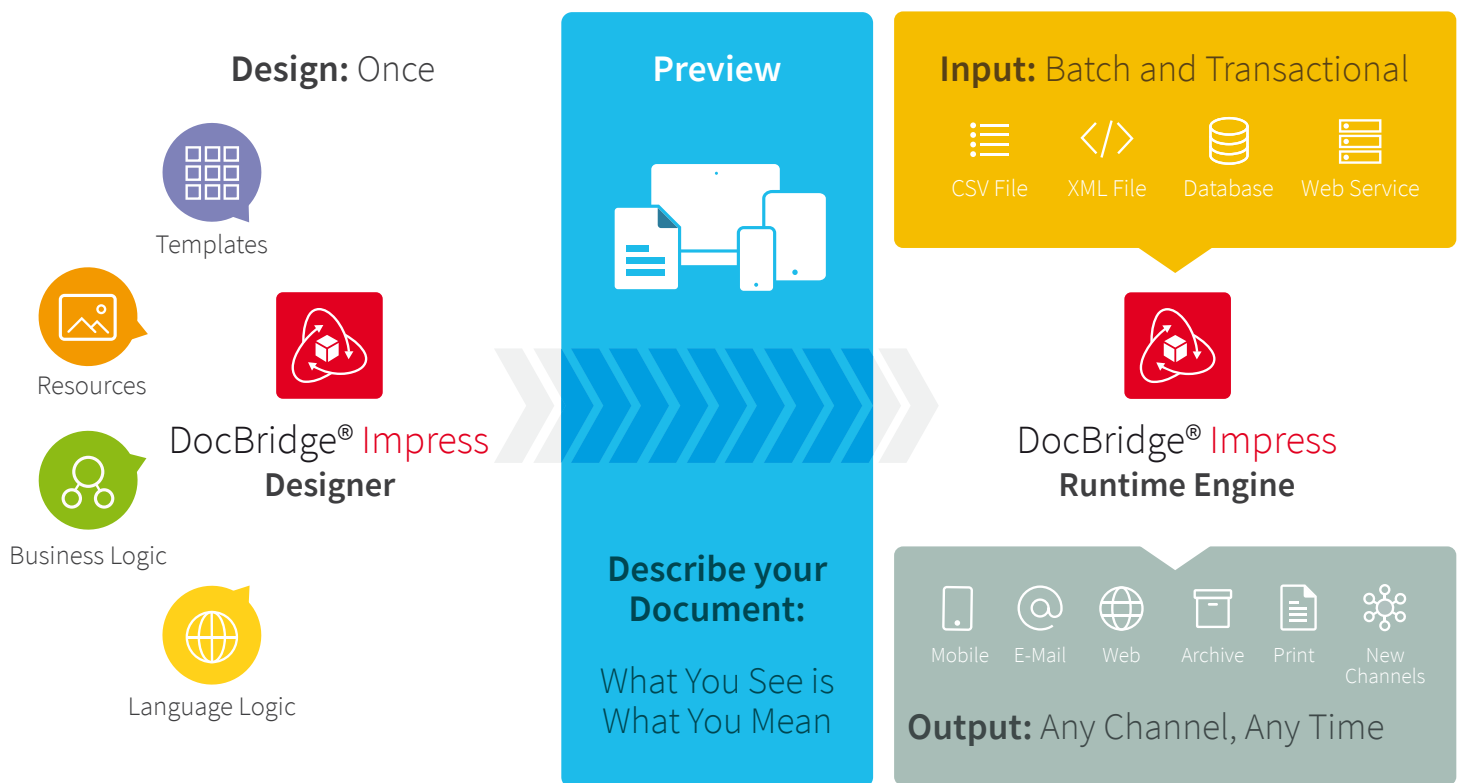 Design: Once
Templates
Resources
Business Logic
Language Logic
DocBridge® Impress
Designer
Preview
Describe your
Document:
What You See is
What You Mean
Input: Batch and Transactional
CSV File
XML File
Database
Web Service
DocBridge® Impress
Runtime Engine
Mobile
E-Mail
Web
Archive
Print
New
Channels
Output: Any Channel, Any Time